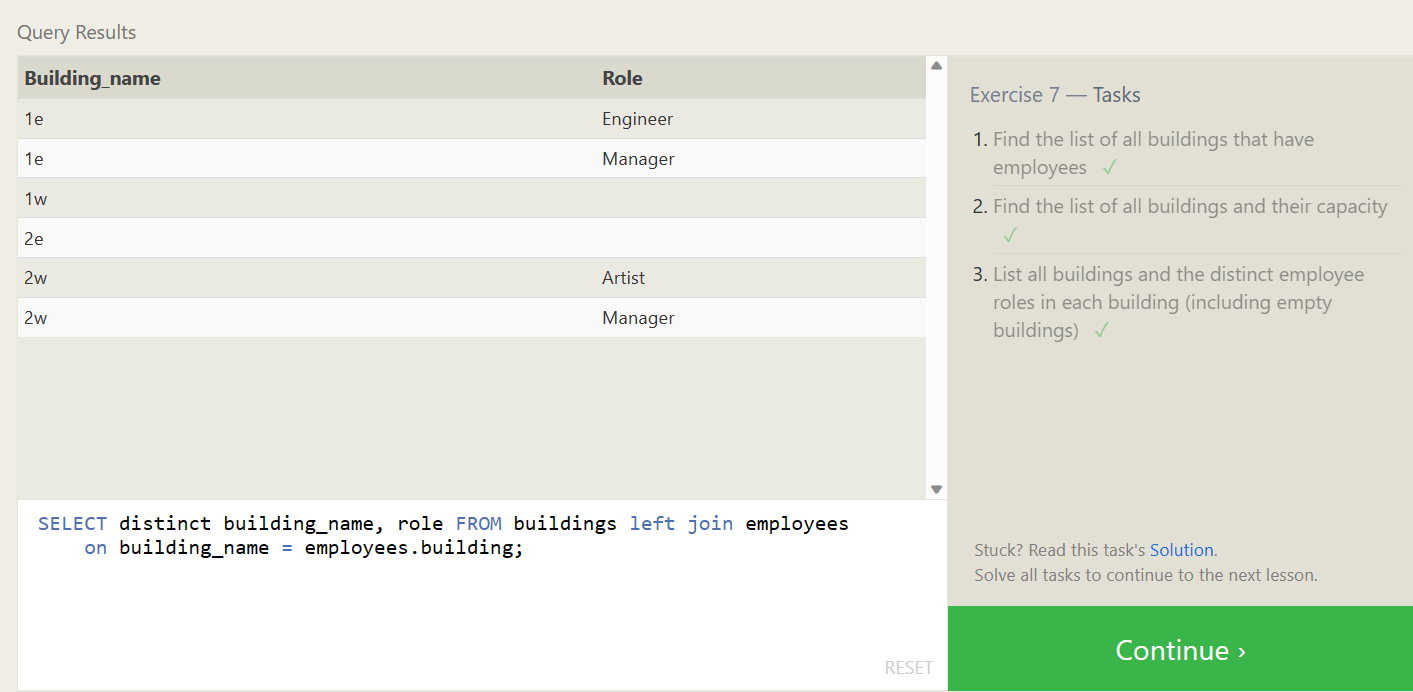 Query Results
Building_name Role
1e Engineer
1e Manager
1w
2e
2w Artist
2w Manager
SELECT distinct building_name, role FROM buildings left join employees
on building_name = employees.building;
RESET
Exercise 7 — Tasks
1. Find the list of all buildings that have
employees ✓
2. Find the list of all buildings and their capacity
✓
3. List all buildings and the distinct employee
roles in each building (including empty
buildings) ✓
Stuck? Read this task's Solution.
Solve all tasks to continue to the next lesson.
Continue ›